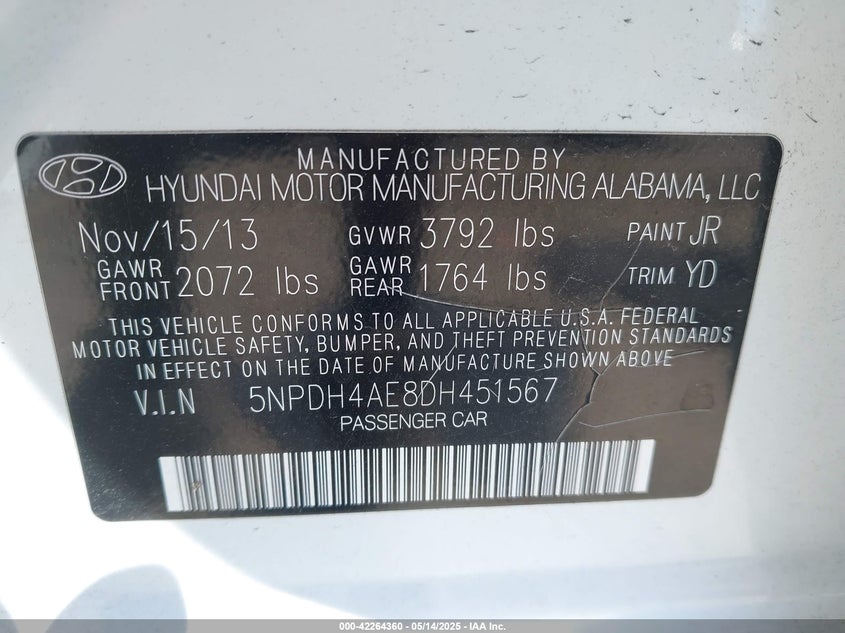 MANUFACTURED BY
HYUNDAI MOTOR MANUFACTURING ALABAMA, LLC
Nov/15/13 GVWR 3792 lbs PAINT JR
GAWR FRONT 2072 lbs GAWR REAR 1764 lbs TRIM YD
THIS VEHICLE CONFORMS TO ALL APPLICABLE U.S.A. FEDERAL
MOTOR VEHICLE SAFETY, BUMPER, AND THEFT PREVENTION STANDARDS
IN EFFECT ON THE DATE OF MANUFACTURE SHOWN ABOVE
V.I.N 5NPDH4AE8DH451567
PASSENGER CAR
000-42264360 - 05/14/2025 - IAA Inc.